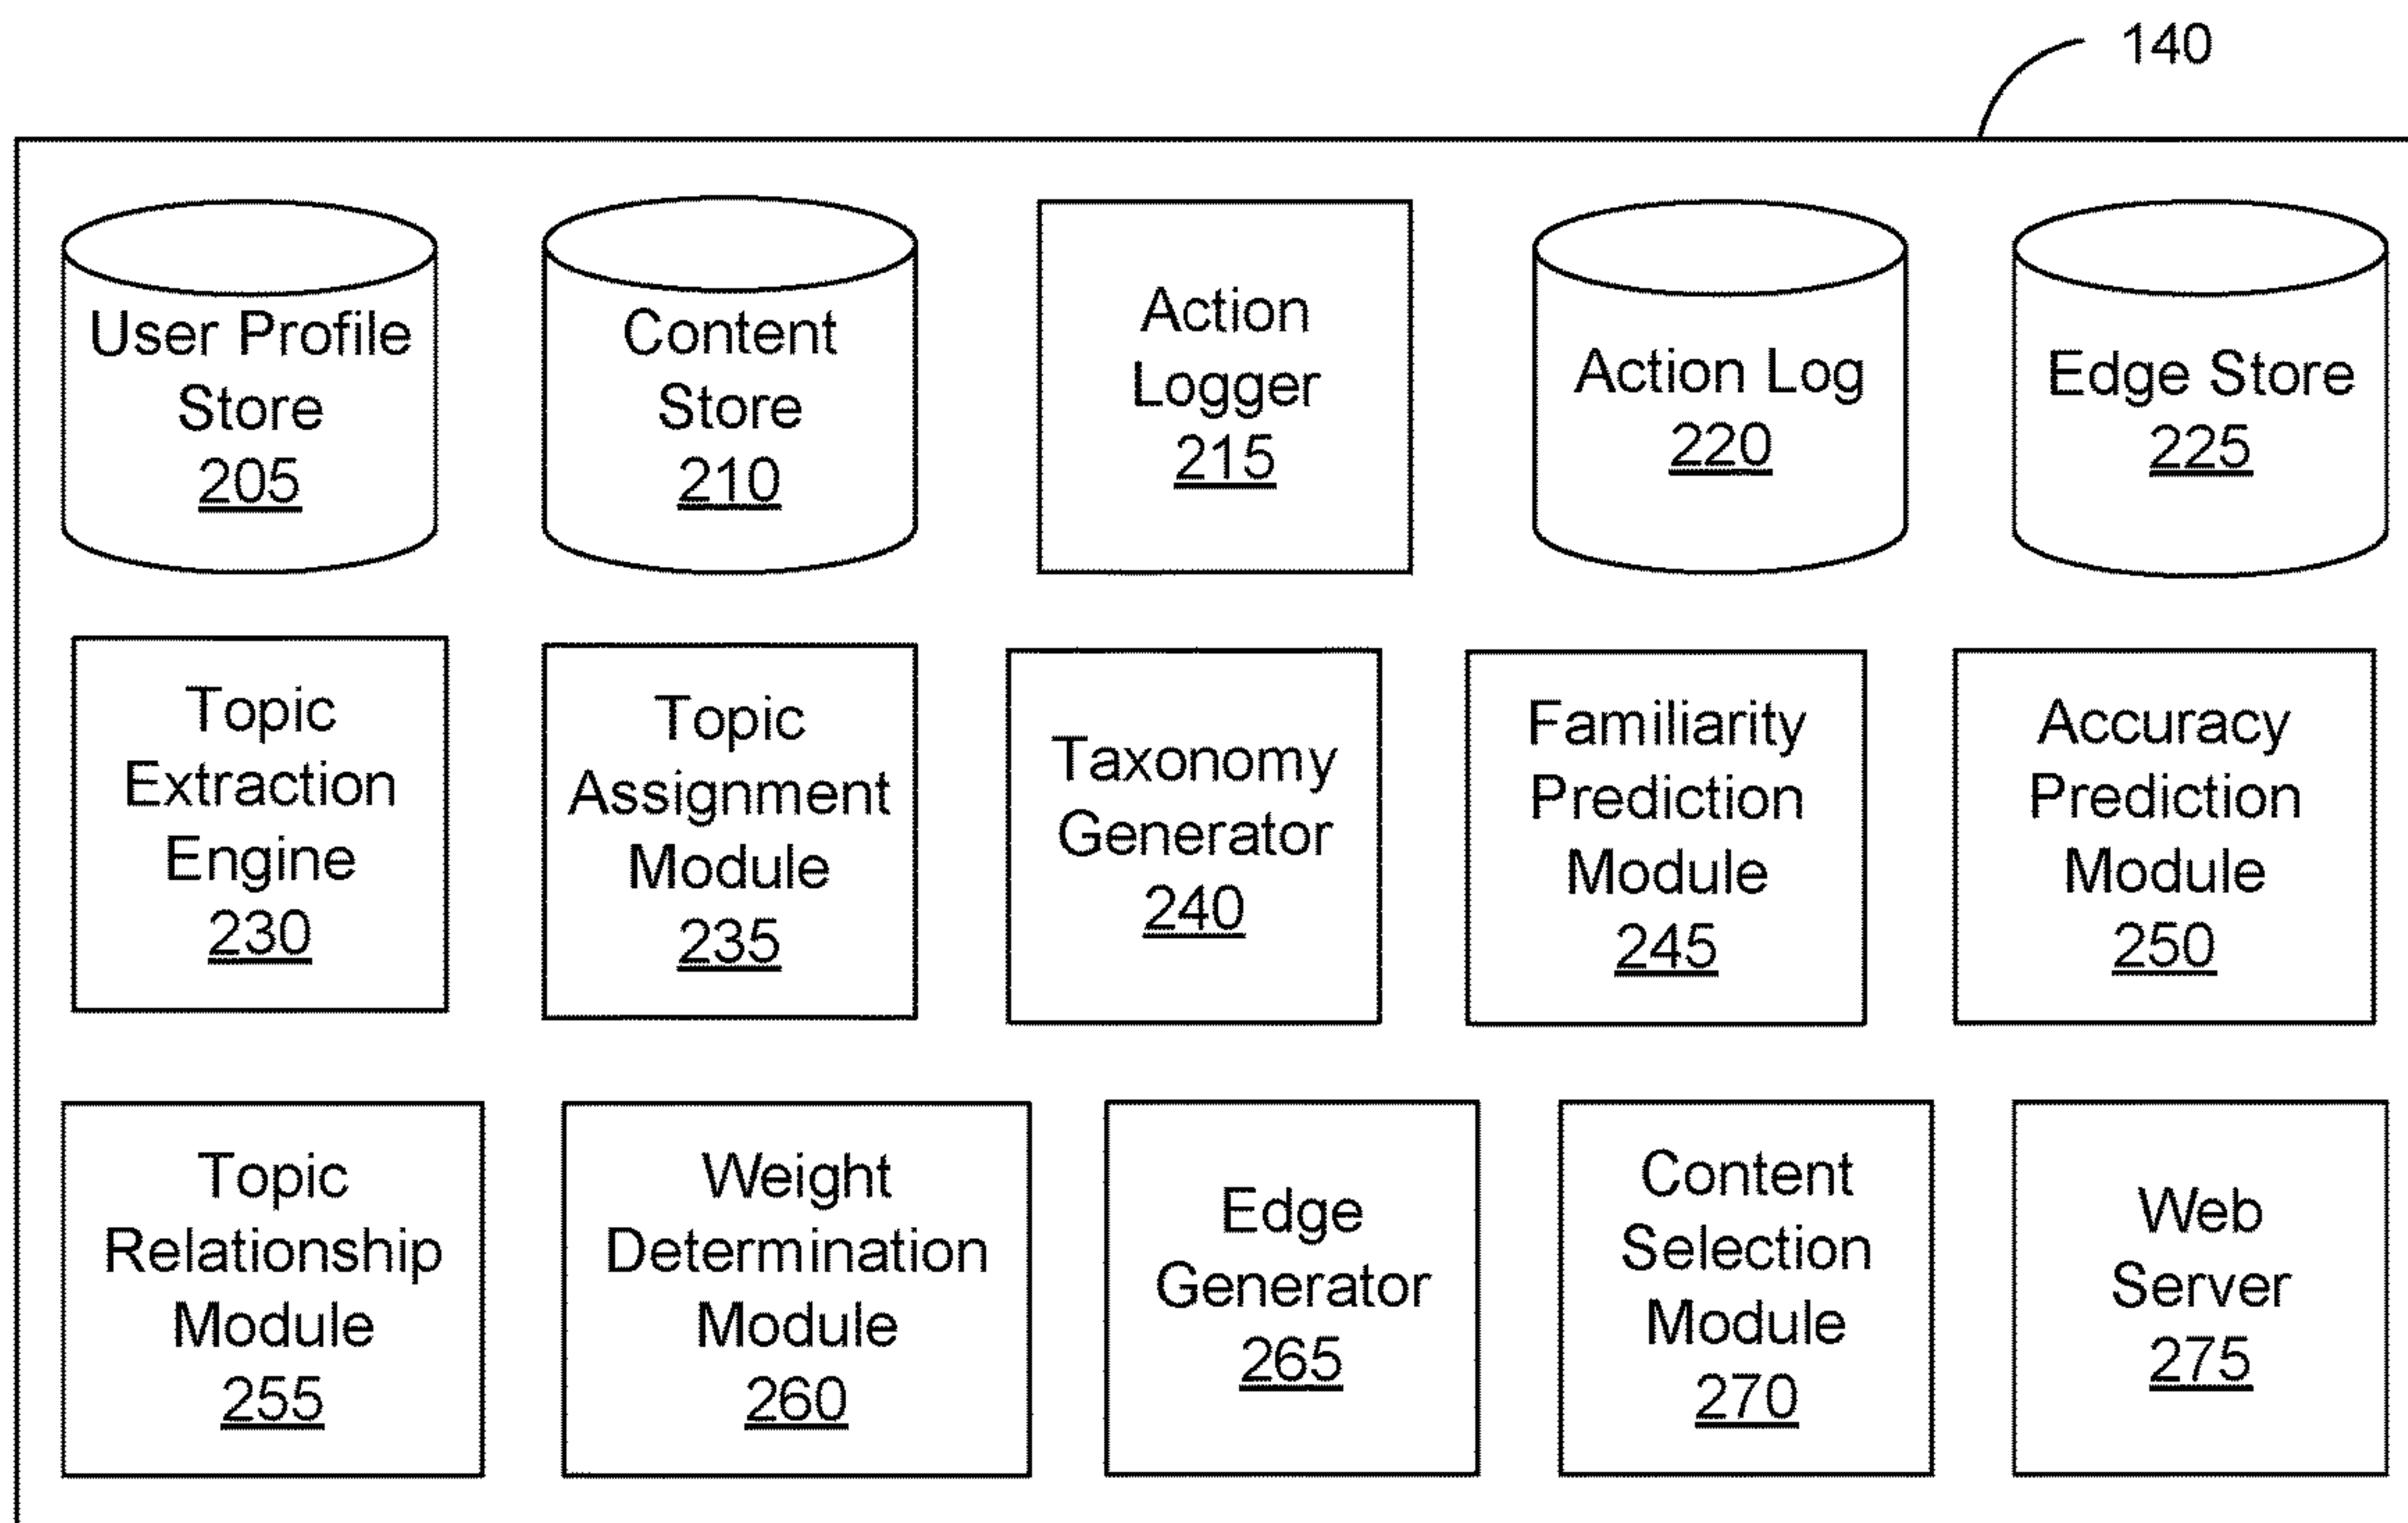 140
User Profile
Store
205
Content
Store
210
Action
Logger
215
Action Log
220
Edge Store
225
Topic
Extraction
Engine
230
Topic
Assignment
Module
235
Taxonomy
Generator
240
Familiarity
Prediction
Module
245
Accuracy
Prediction
Module
250
Topic
Relationship
Module
255
Weight
Determination
Module
260
Edge
Generator
265
Content
Selection
Module
270
Web
Server
275